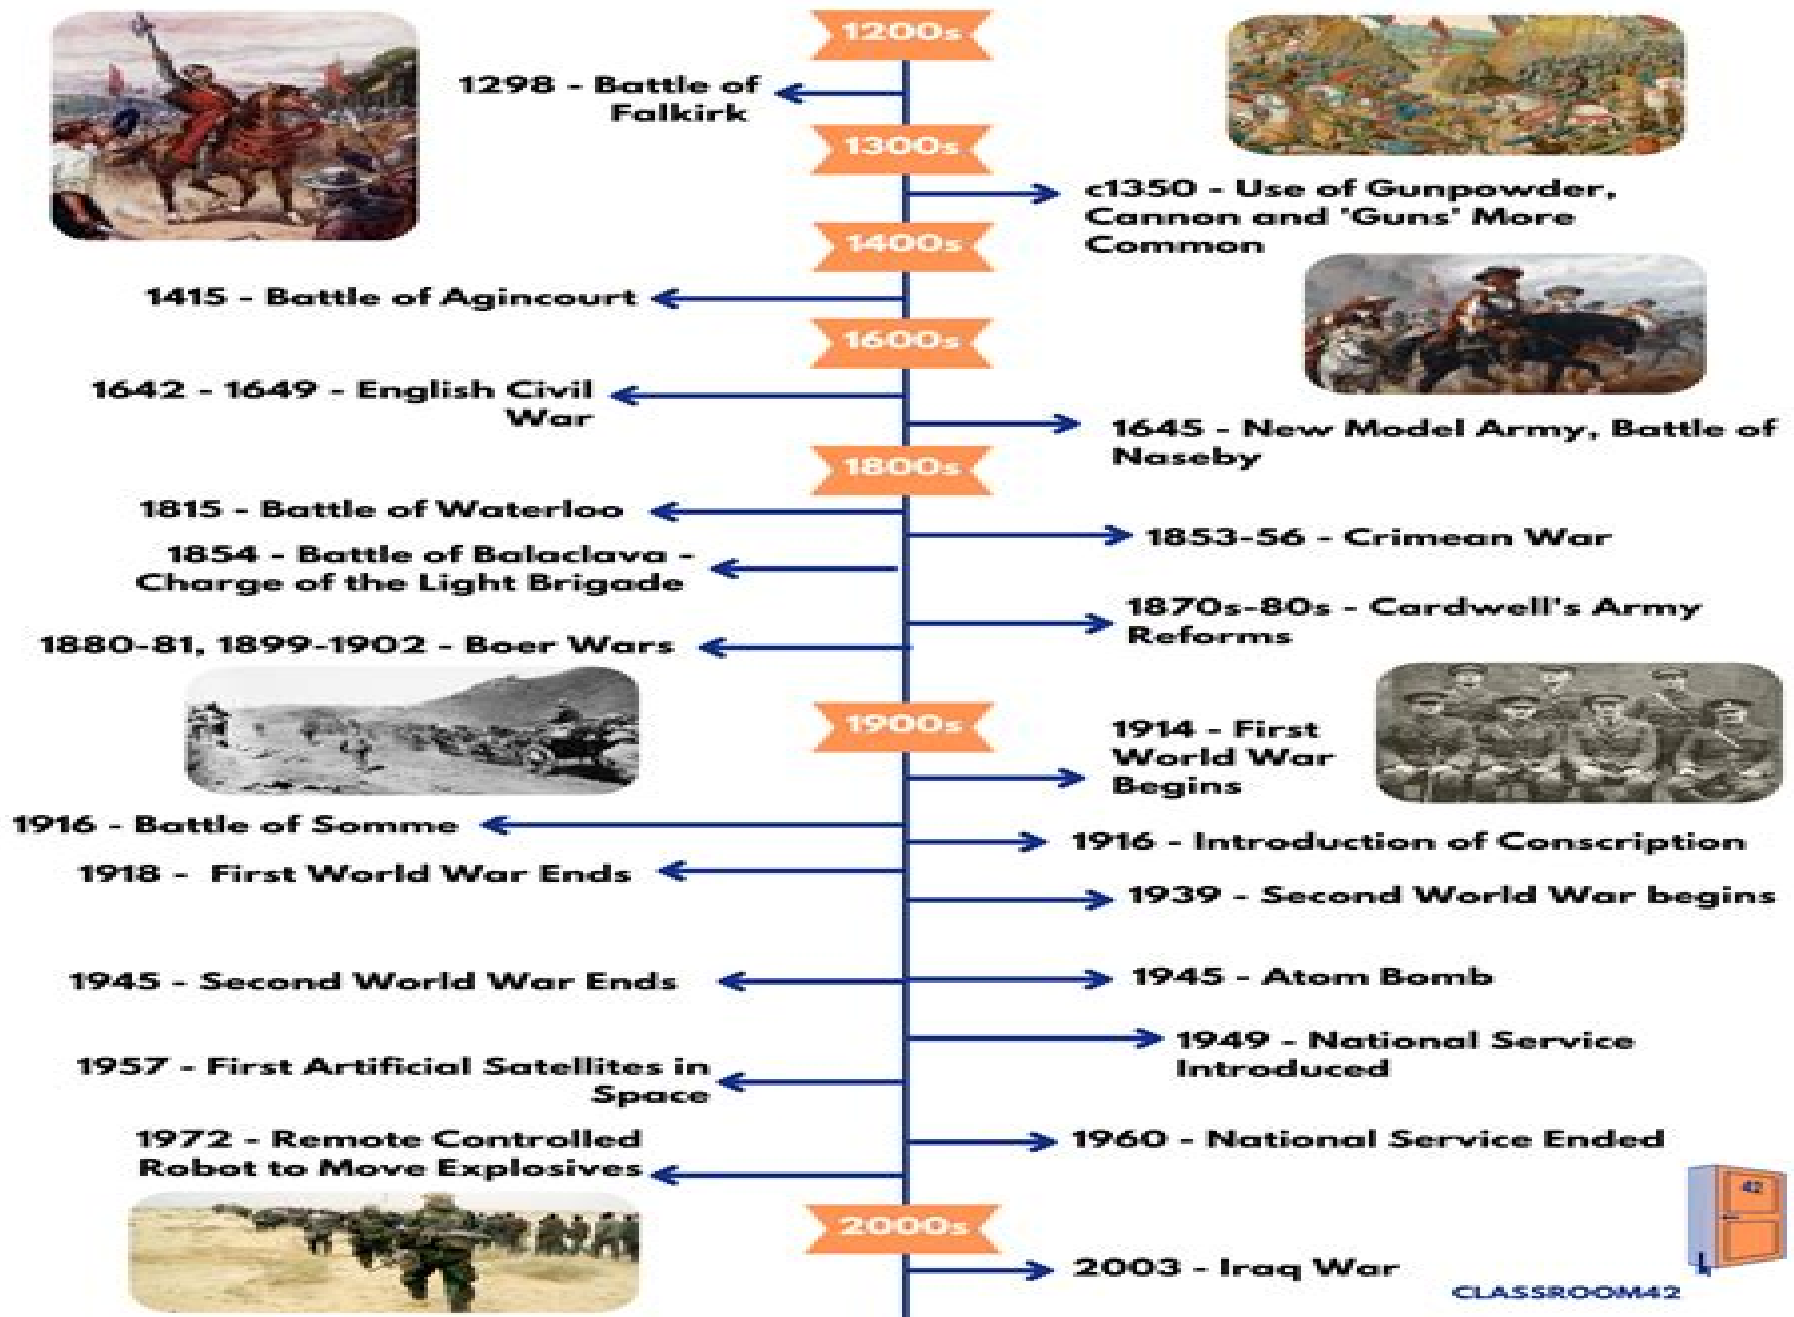 1200s
1298 - Battle of
Falkirk
1300s
c1350 - Use of Gunpowder,
Cannon and 'Guns' More
Common
1400s
1415 - Battle of Agincourt
1600s
1642 - 1649 - English Civil
War
1645 - New Model Army, Battle of
Naseby
1800s
1815 - Battle of Waterloo
1853-56 - Crimean War
1854 - Battle of Balaclava -
Charge of the Light Brigade
1870s-80s - Cardwell's Army
Reforms
1880-81, 1899-1902 - Boer Wars
1900s
1914 - First
World War
Begins
1916 - Battle of Somme
1916 - Introduction of Conscription
1918 - First World War Ends
1939 - Second World War begins
1945 - Second World War Ends
1945 - Atom Bomb
1949 - National Service
Introduced
1957 - First Artificial Satellites in
Space
1960 - National Service Ended
1972 - Remote Controlled
Robot to Move Explosives
2000s
2003 - Iraq War
42
CLASSROOM42